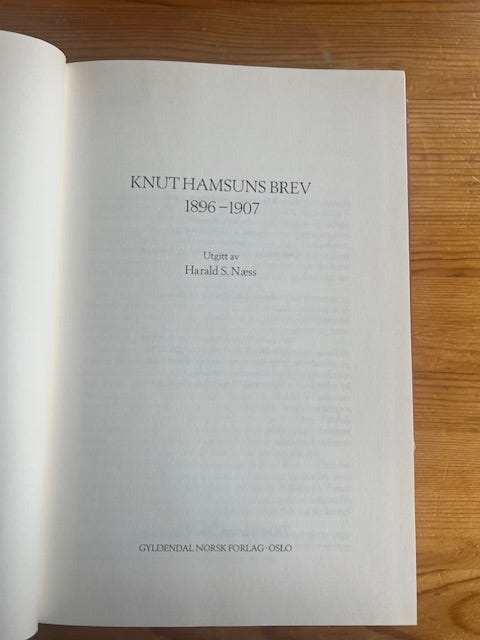 KNUT HAMSUNS BREV
1896–1907
Utgitt av
Harald S. Næss
GYLDENDAL NORSK FORLAG · OSLO